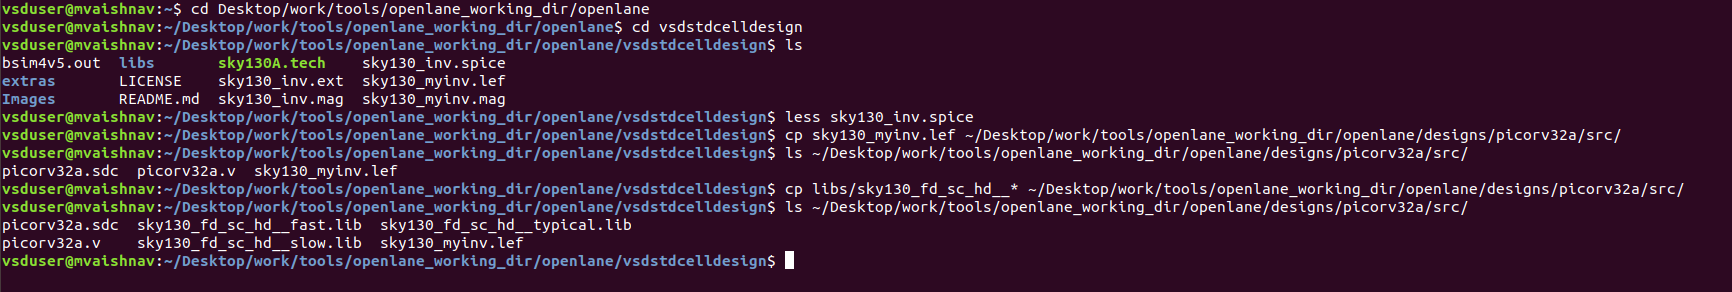 vsduser@mvaishnav:~$ cd Desktop/work/tools/openlane_working_dir/openlane
vsduser@mvaishnav:~/Desktop/work/tools/openlane_working_dir/openlane$ cd vsdstdcelldesign
vsduser@mvaishnav:~/Desktop/work/tools/openlane_working_dir/openlane/vsdstdcelldesign$ ls
bsim4v5.out  libs       sky130A.tech    sky130_inv.spice
extras       LICENSE    sky130_inv.ext  sky130_myinv.lef
Images       README.md  sky130_inv.mag  sky130_myinv.mag
vsduser@mvaishnav:~/Desktop/work/tools/openlane_working_dir/openlane/vsdstdcelldesign$ less sky130_inv.spice
vsduser@mvaishnav:~/Desktop/work/tools/openlane_working_dir/openlane/vsdstdcelldesign$ cp sky130_myinv.lef ~/Desktop/work/tools/openlane_working_dir/openlane/designs/picorv32a/src/
vsduser@mvaishnav:~/Desktop/work/tools/openlane_working_dir/openlane/vsdstdcelldesign$ ls ~/Desktop/work/tools/openlane_working_dir/openlane/designs/picorv32a/src/
picorv32a.sdc  picorv32a.v  sky130_myinv.lef
vsduser@mvaishnav:~/Desktop/work/tools/openlane_working_dir/openlane/vsdstdcelldesign$ cp libs/sky130_fd_sc_hd__* ~/Desktop/work/tools/openlane_working_dir/openlane/designs/picorv32a/src/
vsduser@mvaishnav:~/Desktop/work/tools/openlane_working_dir/openlane/vsdstdcelldesign$ ls ~/Desktop/work/tools/openlane_working_dir/openlane/designs/picorv32a/src/
picorv32a.sdc  sky130_fd_sc_hd__fast.lib  sky130_fd_sc_hd__typical.lib
picorv32a.v    sky130_fd_sc_hd__slow.lib  sky130_myinv.lef
vsduser@mvaishnav:~/Desktop/work/tools/openlane_working_dir/openlane/vsdstdcelldesign$